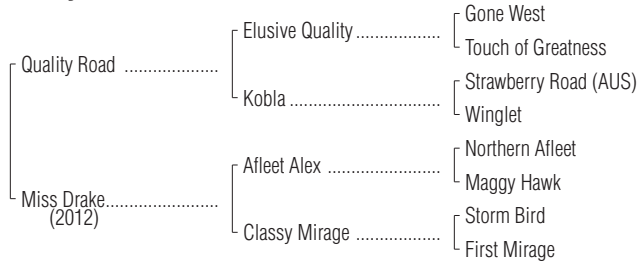 Gone West
Elusive Quality ..................
Touch of Greatness
Quality Road ....................
Strawberry Road (AUS)
Kobla ................................
Winglet
Northern Afleet
Afleet Alex ........................
Maggy Hawk
Miss Drake........................
(2012)
Storm Bird
Classy Mirage ...................
First Mirage